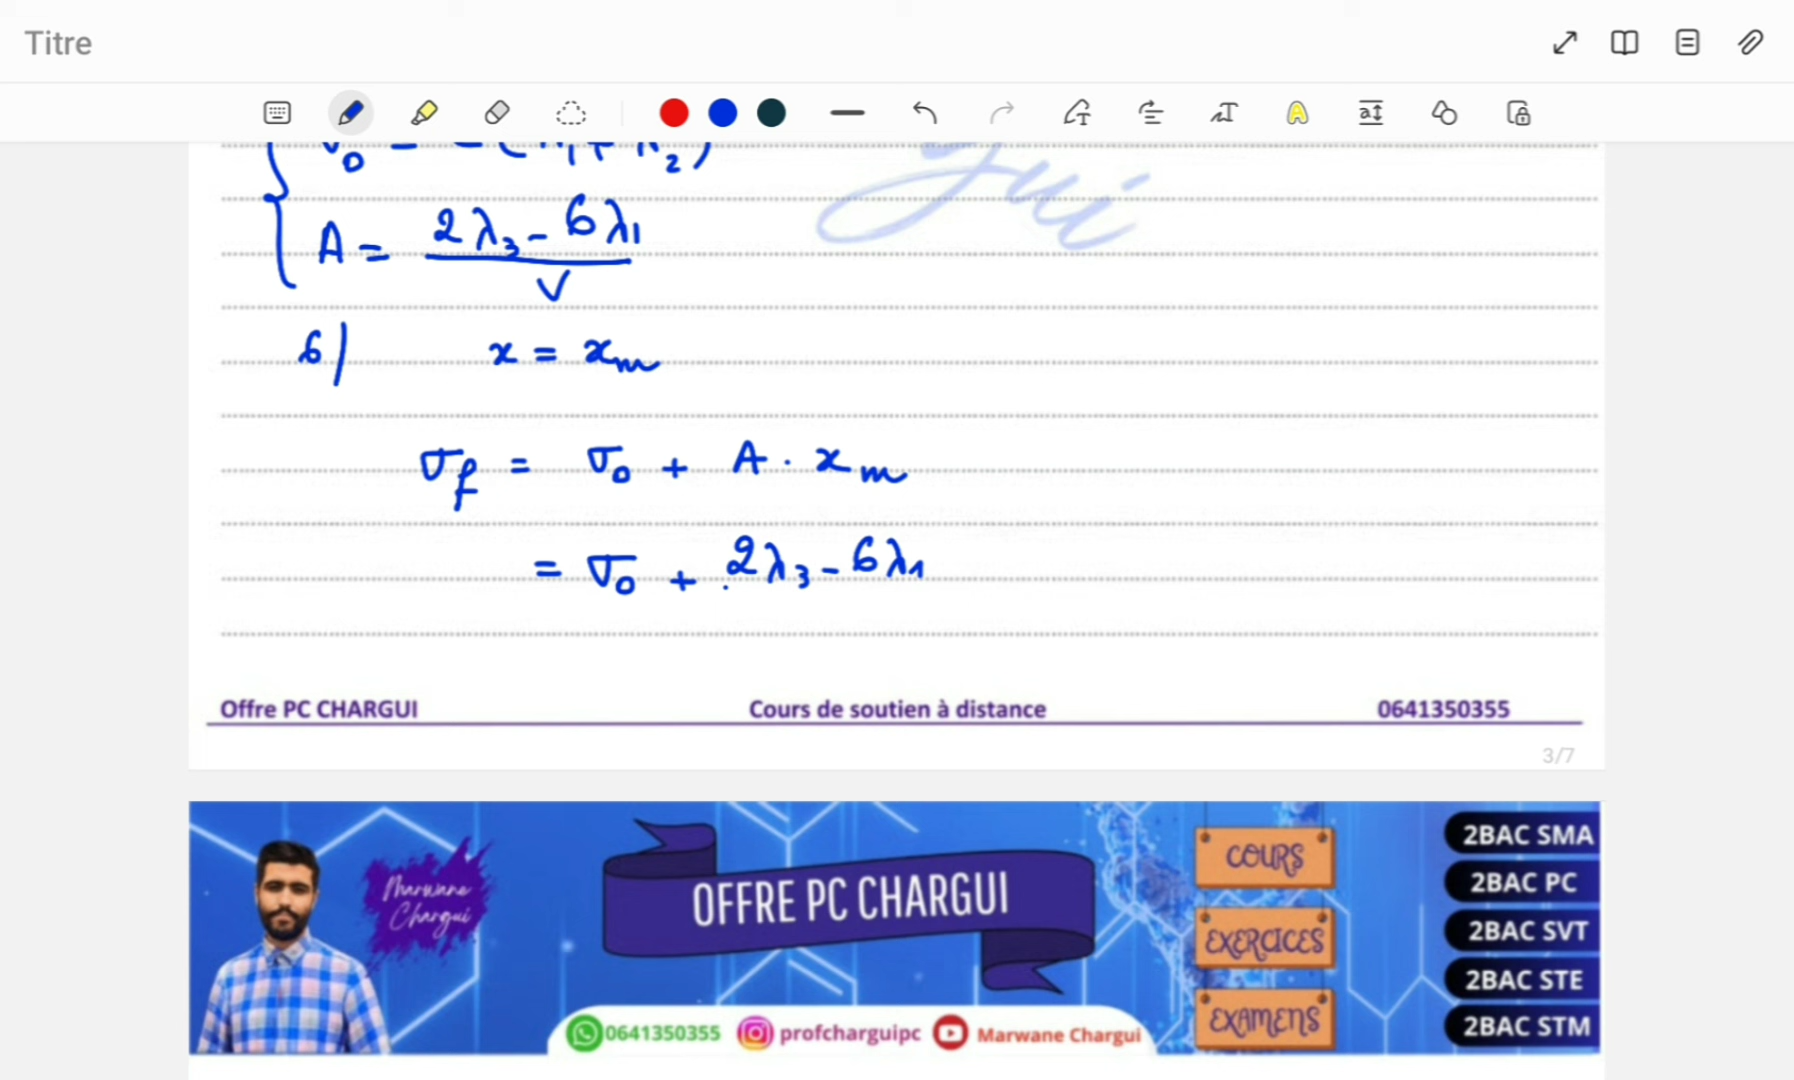 Titre
A = (2λ₃ - 6λ₁) / V
6) x = xₘ
σf = σ₀ + A · xₘ
= σ₀ + 2λ₃ - 6λ₁
Offre PC CHARGUI Cours de soutien à distance 0641350355
3/7
Marwane Chargui
OFFRE PC CHARGUI
COURS
EXERCICES
EXAMENS
2BAC SMA
2BAC PC
2BAC SVT
2BAC STE
2BAC STM
0641350355 profcharguipc Marwane Chargui